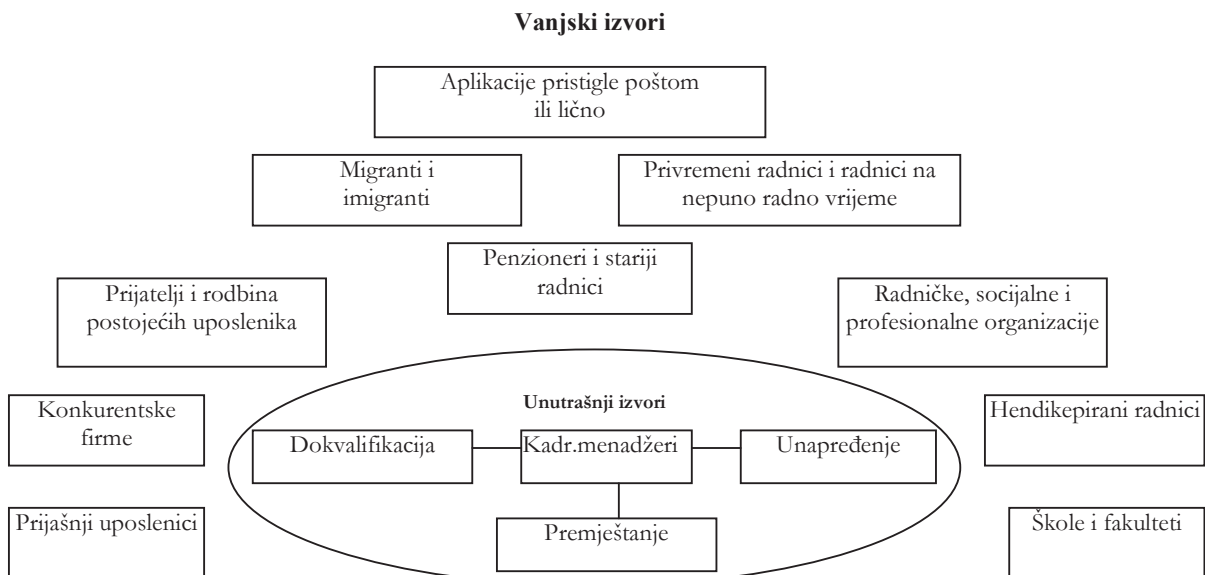 Vanjski izvori
Aplikacije pristigle poštom
ili lično
Migranti i
imigranti
Privremeni radnici i radnici na
nepuno radno vrijeme
Penzioneri i stariji
radnici
Prijatelji i rodbina
postojećih uposlenika
Radničke, socijalne i
profesionalne organizacije
Konkurentske
firme
Unutrašnji izvori
Hendikepirani radnici
Dokvalifikacija
Kadr.menadžeri
Unapređenje
Prijašnji uposlenici
Premještanje
Škole i fakulteti